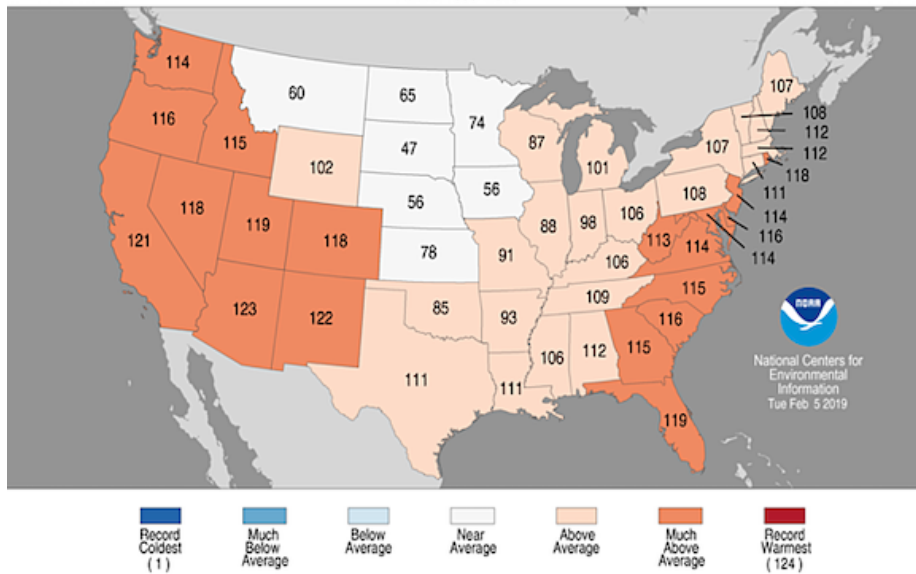 114
60
65
74
107
116
115
102
47
87
101
107
108
112
112
118
111
114
116
114
118
119
118
56
56
88
98
106
108
121
78
91
106
113
114
123
122
85
93
109
115
116
115
111
111
106
112
119
NOAA
National Centers for
Environmental
Information
Tue Feb 5 2019
Record
Coldest
(1)
Much
Below
Average
Below
Average
Near
Average
Above
Average
Much
Above
Average
Record
Warmest
(124)